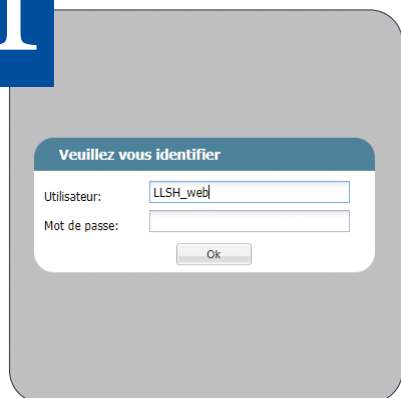 Veuillez vous identifier
Utilisateur: LLSH_web
Mot de passe:
Ok